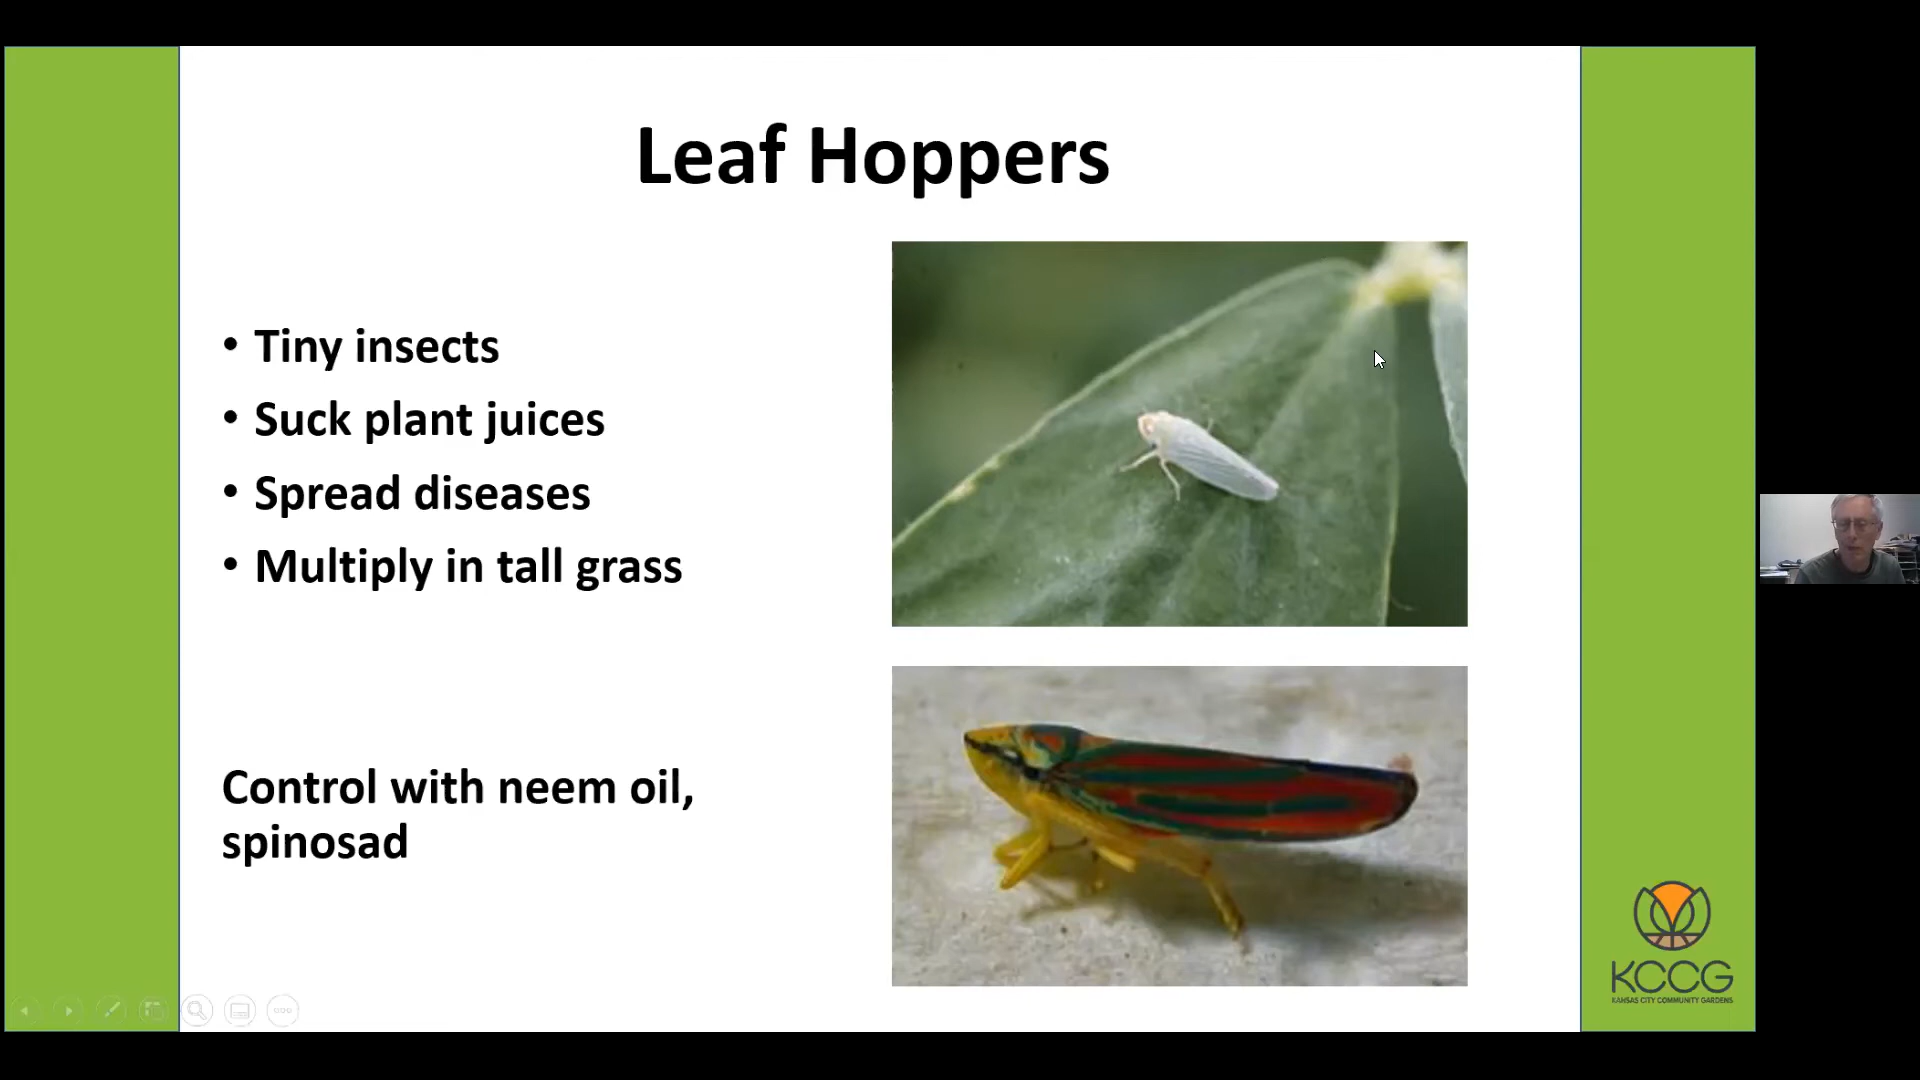 Leaf Hoppers
• Tiny insects
• Suck plant juices
• Spread diseases
• Multiply in tall grass
Control with neem oil,
spinosad
KCCG
KANSAS CITY COMMUNITY GARDENS